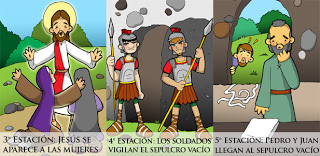 3ª Estación: Jesús se
aparece a las mujeres
4ª Estación: Los soldados
vigilan el sepulcro vacío
5ª Estación: Pedro y Juan
llegan al sepulcro vacío